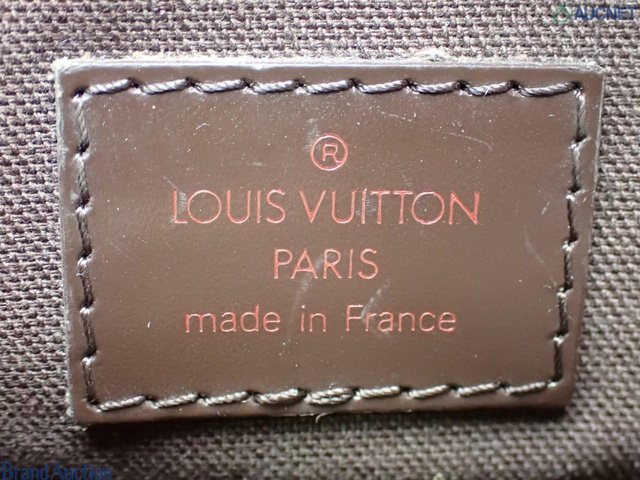 AUCNET
®
LOUIS VUITTON
PARIS
made in France
Brand Auction